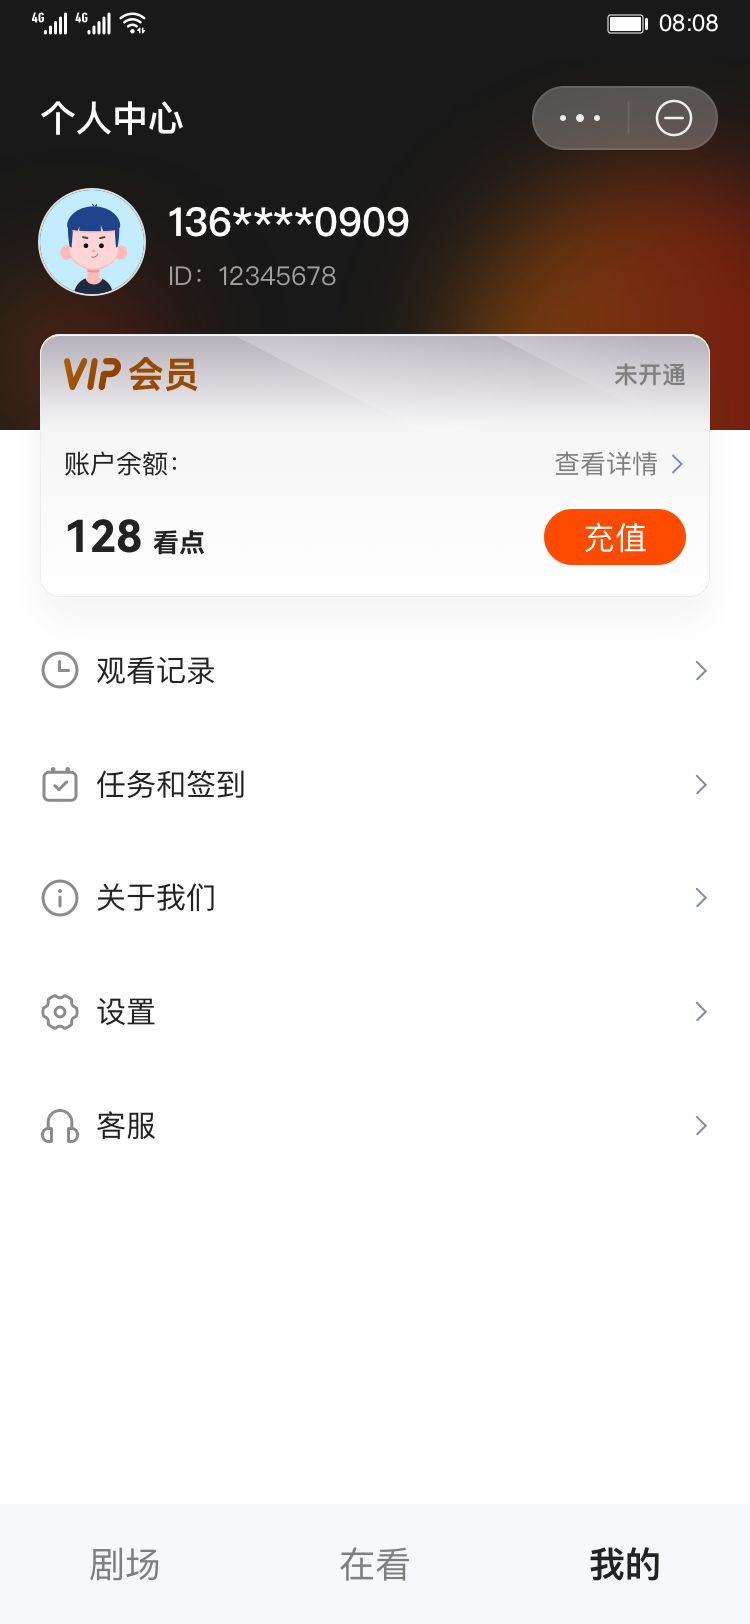 4G 4G 08:08
个人中心
136****0909
ID：12345678
VIP 会员 未开通
账户余额： 查看详情
128 看点 充值
观看记录
任务和签到
关于我们
设置
客服
剧场 在看 我的